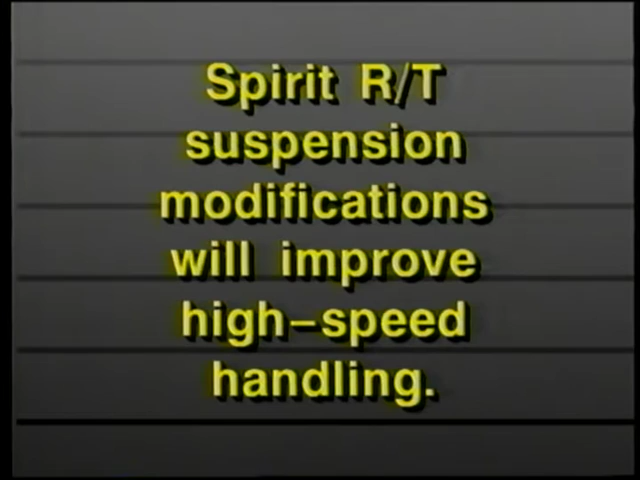 Spirit R/T
suspension
modifications
will improve
high-speed
handling.